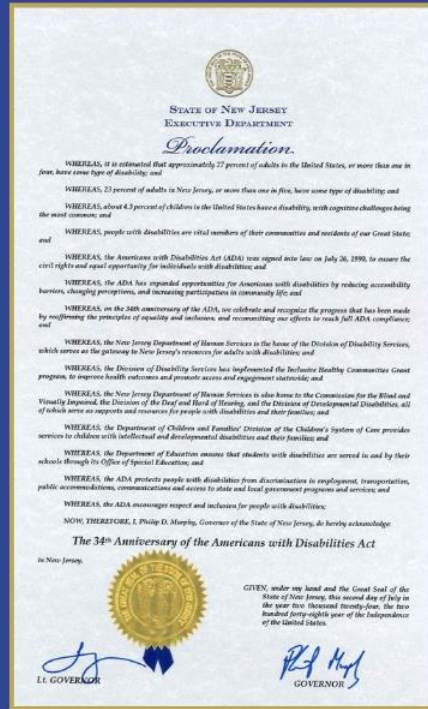 STATE OF NEW JERSEY
EXECUTIVE DEPARTMENT
Proclamation
WHEREAS, it is estimated that approximately 27 percent of adults in the United States, or more than one in
four, have some type of disability; and
WHEREAS, 23 percent of adults in New Jersey, or more than one in five, have some type of disability; and
WHEREAS, about 4.3 percent of children in the United States have a disability, with cognitive challenges being
the most common; and
WHEREAS, people with disabilities are vital members of their communities and residents of our Great State;
and
WHEREAS, the Americans with Disabilities Act (ADA) was signed into law on July 26, 1990, to ensure the
civil rights and equal opportunity for individuals with disabilities; and
WHEREAS, the ADA has expanded opportunities for Americans with disabilities by reducing accessibility
barriers, changing perceptions, and increasing participation in community life; and
WHEREAS, on the 34th anniversary of the ADA, we celebrate and recognize the progress that has been made
by reaffirming the principles of equality and inclusion, and recommitting our efforts to reach full ADA compliance;
and
WHEREAS, the New Jersey Department of Human Services is the home of the Division of Disability Services,
which serves as the gateway to New Jersey's resources for adults with disabilities; and
WHEREAS, the Division of Disability Services has implemented the Inclusive Healthy Communities Grant
program, to improve health outcomes and promote access and engagement statewide; and
WHEREAS, the New Jersey Department of Human Services is also home to the Commission for the Blind and
Visually Impaired, the Division of the Deaf and Hard of Hearing, and the Division of Developmental Disabilities, all
of which serve as supports and resources for people with disabilities and their families; and
WHEREAS, the Department of Children and Families' Division of the Children's System of Care provides
services to children with intellectual and developmental disabilities and their families; and
WHEREAS, the Department of Education ensures that students with disabilities are served in and by their
schools through its Office of Special Education; and
WHEREAS, the ADA protects people with disabilities from discrimination in employment, transportation,
public accommodations, communications and access to state and local government programs and services; and
WHEREAS, the ADA encourages respect and inclusion for people with disabilities;
NOW, THEREFORE, I, Philip D. Murphy, Governor of the State of New Jersey, do hereby acknowledge:
The 34th Anniversary of the Americans with Disabilities Act
in New Jersey.
GIVEN, under my hand and the Great Seal of the
State of New Jersey, this second day of July in
the year two thousand twenty-four, the two
hundred forty-eighth year of the Independence
of the United States.
Lt. GOVERNOR
GOVERNOR